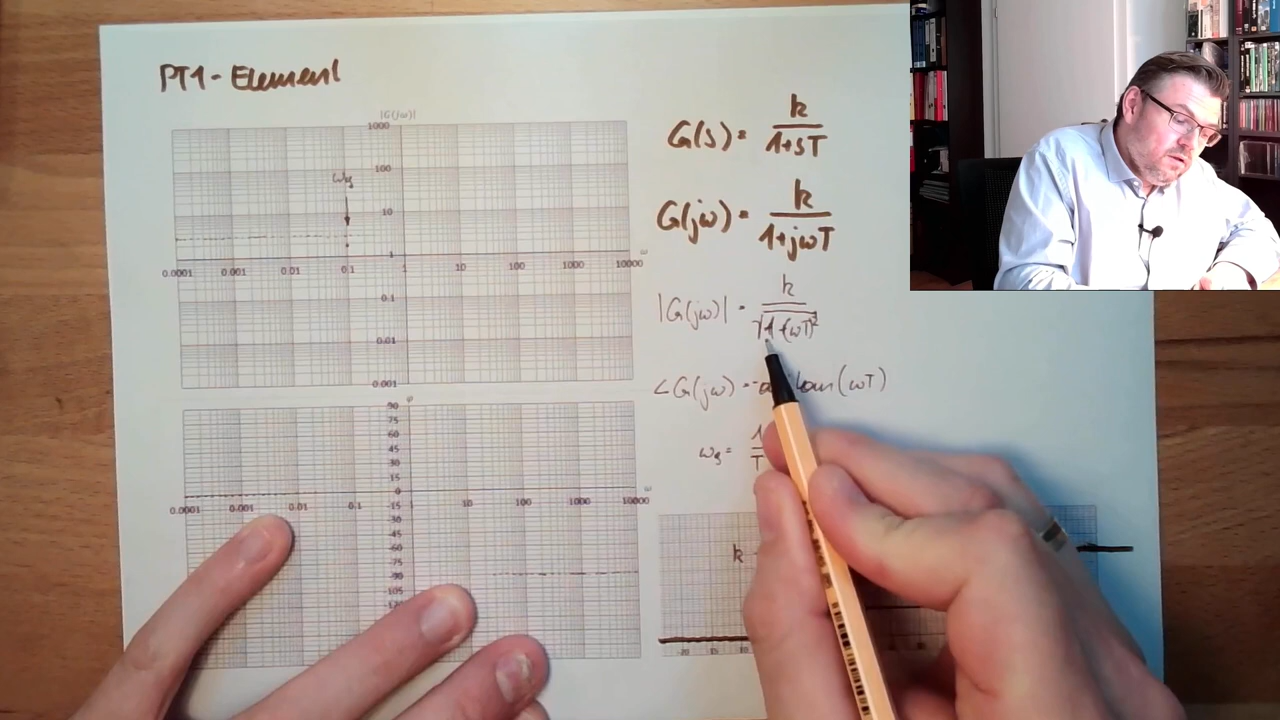 PT1-Element
|G(jω)|
1000
100
ωg
10
1
ω
0.0001 0.001 0.01 0.1 1 10 100 1000 10000
0.1
0.01
0.001
φ
90
75
60
45
30
15
0
ω
0.0001 0.001 0.01 0.1 1 10 100 1000 10000
-15
-30
-45
-60
-75
-90
-105
G(s) = k/(1+sT)
G(jω) = k/(1+jωT)
|G(jω)| = k/√(1+(ωT)²)
∠G(jω) =
(ωT)
ωg = 1/T
k